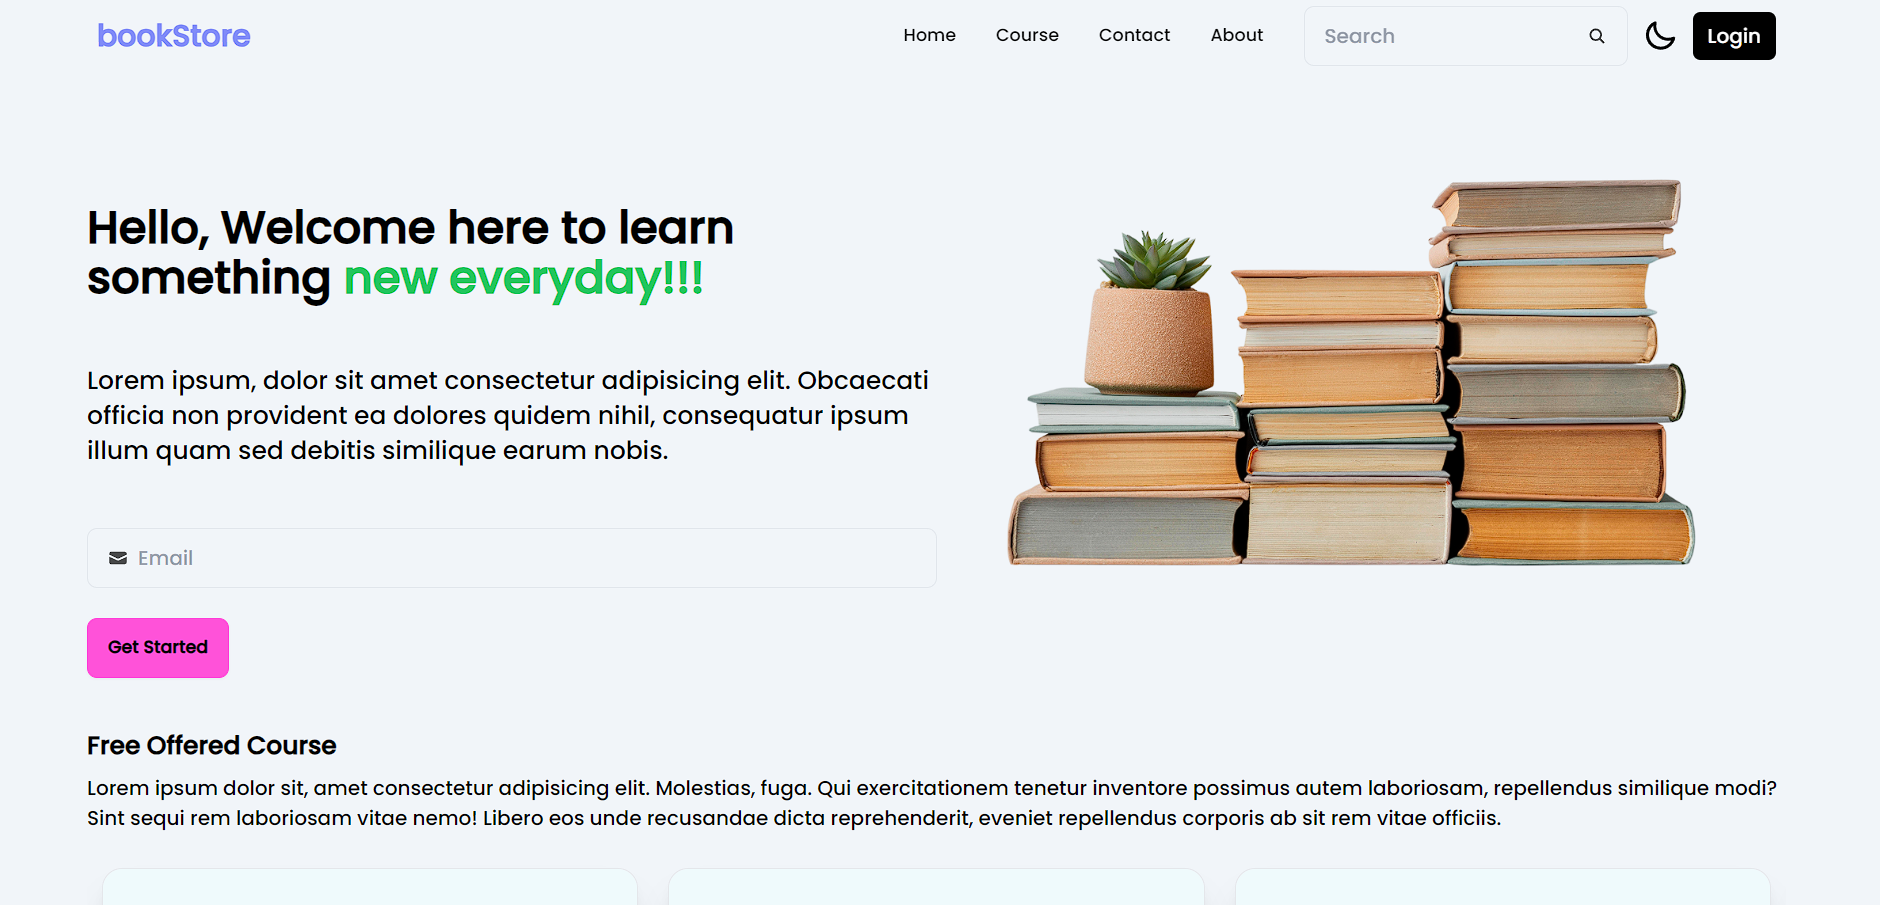 bookStore
Home
Course
Contact
About
Search
Login
Hello, Welcome here to learn
something new everyday!!!
Lorem ipsum, dolor sit amet consectetur adipisicing elit. Obcaecati
officia non provident ea dolores quidem nihil, consequatur ipsum
illum quam sed debitis similique earum nobis.
Email
Get Started
Free Offered Course
Lorem ipsum dolor sit, amet consectetur adipisicing elit. Molestias, fuga. Qui exercitationem tenetur inventore possimus autem laboriosam, repellendus similique modi?
Sint sequi rem laboriosam vitae nemo! Libero eos unde recusandae dicta reprehenderit, eveniet repellendus corporis ab sit rem vitae officiis.